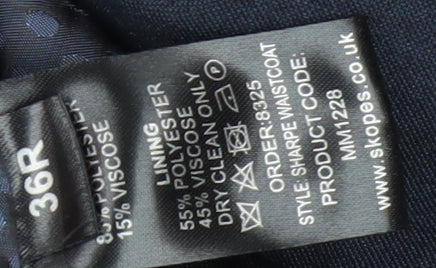 36R
POLYESTER
15% VISCOSE
LINING
55% POLYESTER
45% VISCOSE
DRY CLEAN ONLY
P
ORDER:8325
STYLE: SHARPE WAISTCOAT
PRODUCT CODE:
MM1228
www.skopes.co.uk